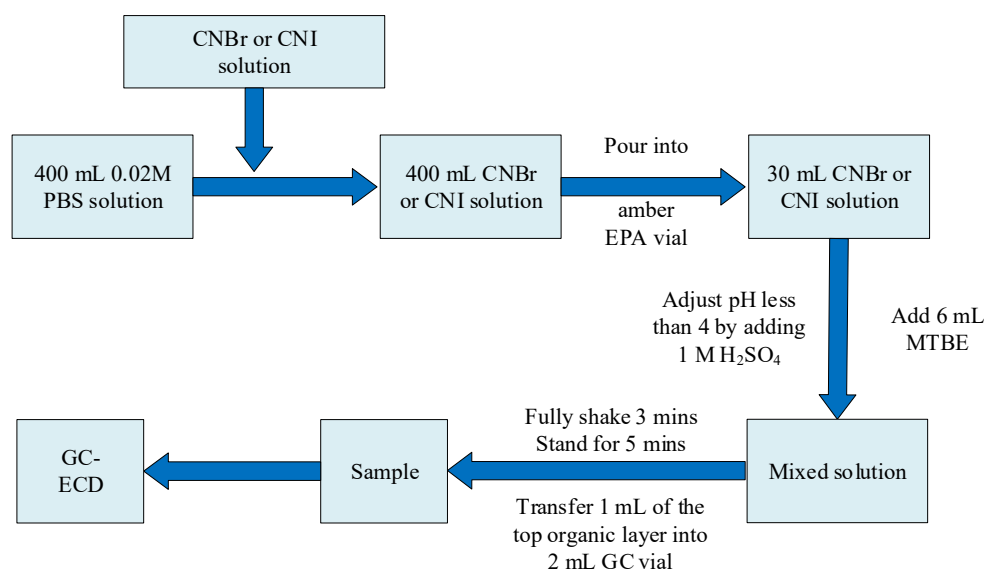 CNBr or CNI
solution
400 mL 0.02M
PBS solution
400 mL CNBr
or CNI solution
Pour into
amber
EPA vial
30 mL CNBr or
CNI solution
Adjust pH less
than 4 by adding
1 M H₂SO₄
Add 6 mL
MTBE
Mixed solution
Fully shake 3 mins
Stand for 5 mins
Transfer 1 mL of the
top organic layer into
2 mL GC vial
Sample
GC-
ECD